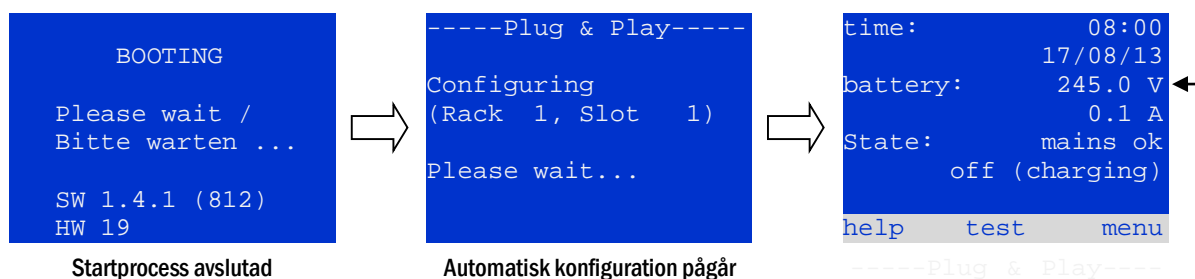 BOOTING
Please wait /
Bitte warten ...
SW 1.4.1 (812)
HW 19
Startprocess avslutad
-----Plug & Play-----
Configuring
(Rack 1, Slot 1)
Please wait...
Automatisk konfiguration pågår
time: 08:00
17/08/13
battery: 245.0 V
0.1 A
State: mains ok
off (charging)
help test menu
-----Plug & Play----